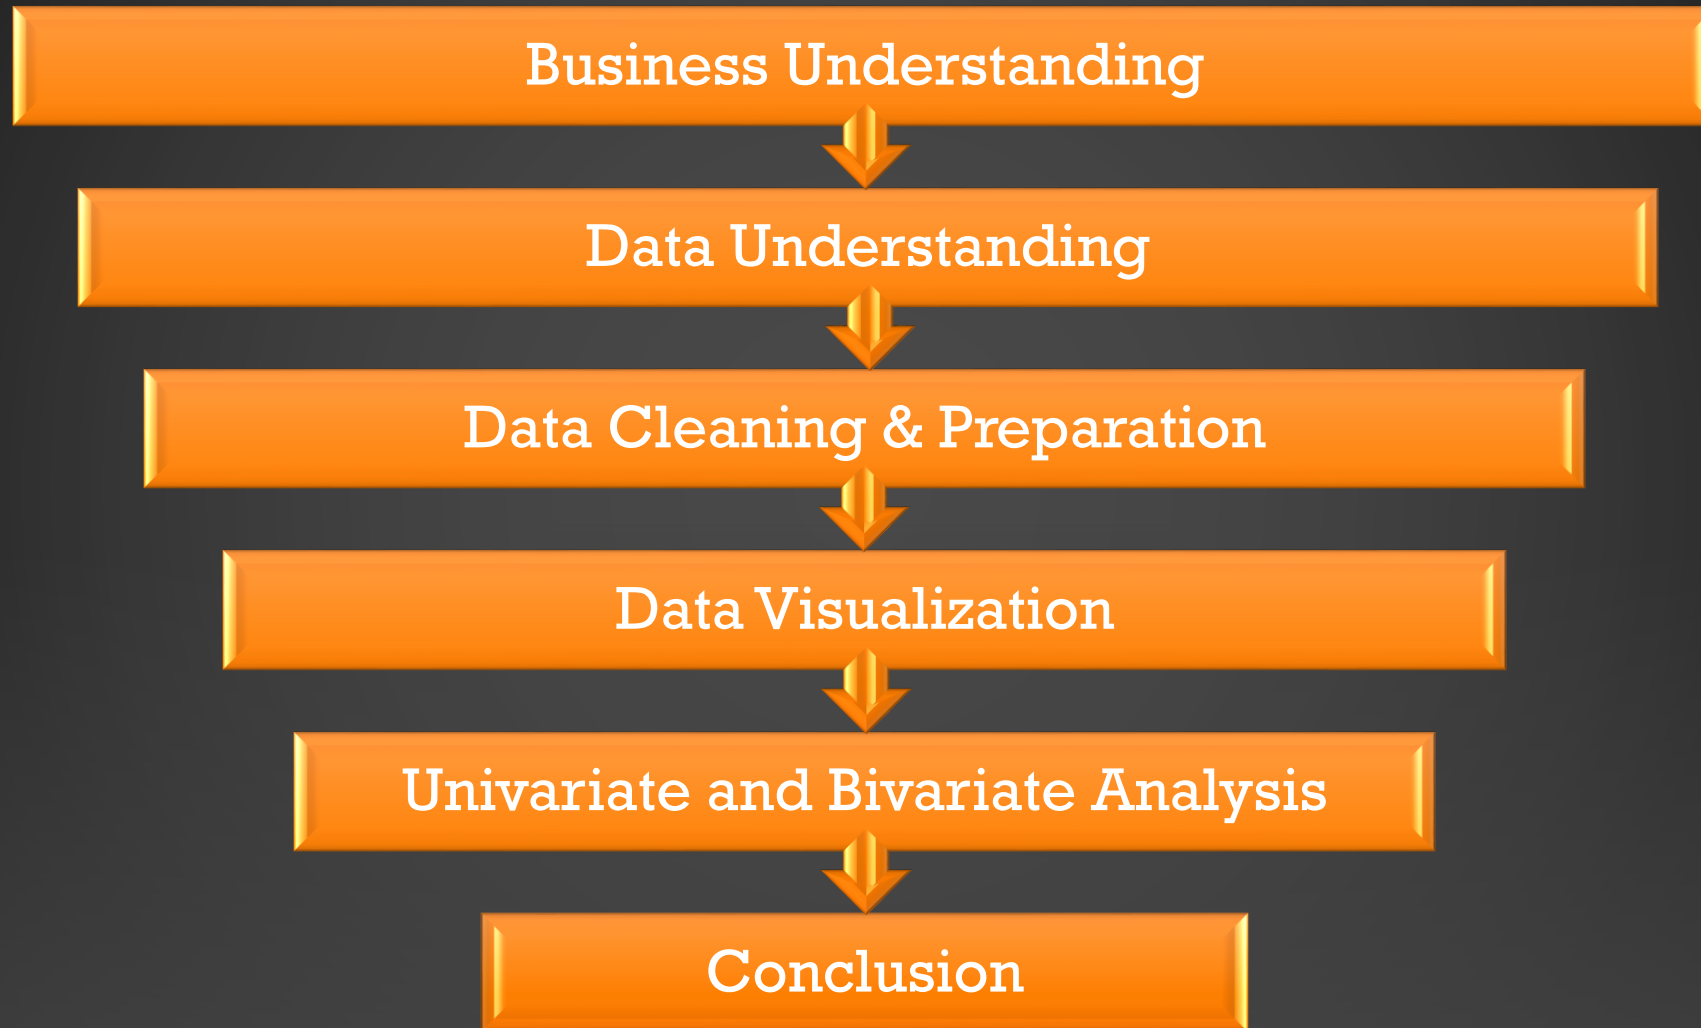 Business Understanding
Data Understanding
Data Cleaning & Preparation
Data Visualization
Univariate and Bivariate Analysis
Conclusion